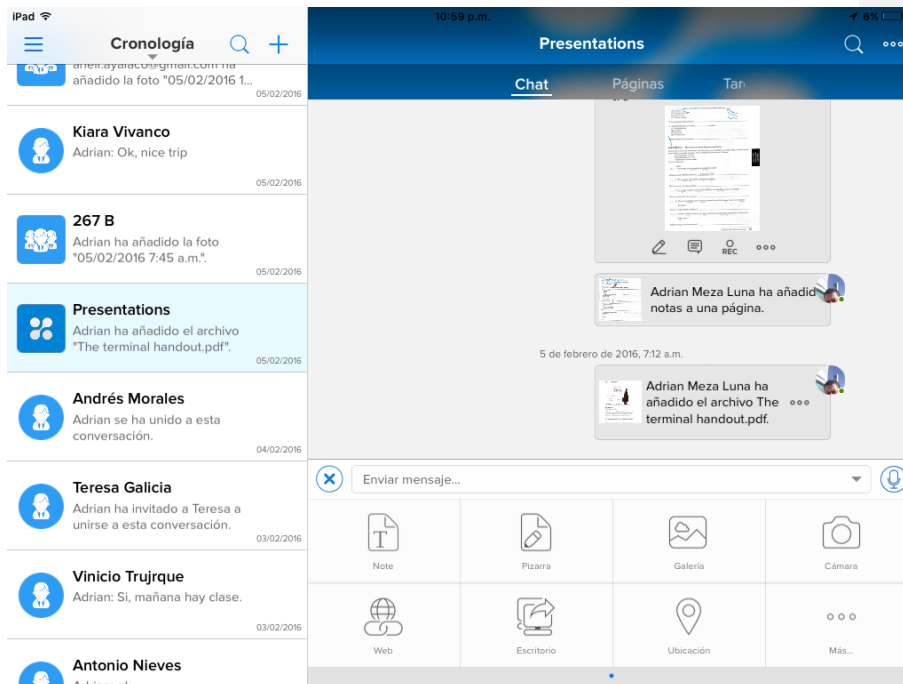 iPad
10:59 p.m.
6%
Cronología
añadido la foto "05/02/2016 1...
05/02/2016
Kiara Vivanco
Adrian: Ok, nice trip
05/02/2016
267 B
Adrian ha añadido la foto
"05/02/2016 7:45 a.m.".
05/02/2016
Presentations
Adrian ha añadido el archivo
"The terminal handout.pdf".
05/02/2016
Andrés Morales
Adrian se ha unido a esta
conversación.
04/02/2016
Teresa Galicia
Adrian ha invitado a Teresa a
unirse a esta conversación.
03/02/2016
Vinicio Trujrque
Adrian: Si, mañana hay clase.
03/02/2016
Antonio Nieves
Presentations
Chat
Páginas
Tar
REC
Adrian Meza Luna ha añadid
notas a una página.
5 de febrero de 2016, 7:12 a.m.
Adrian Meza Luna ha
añadido el archivo The
terminal handout.pdf.
Enviar mensaje...
Note
Pizarra
Galería
Cámara
Web
Escritorio
Ubicación
Más...